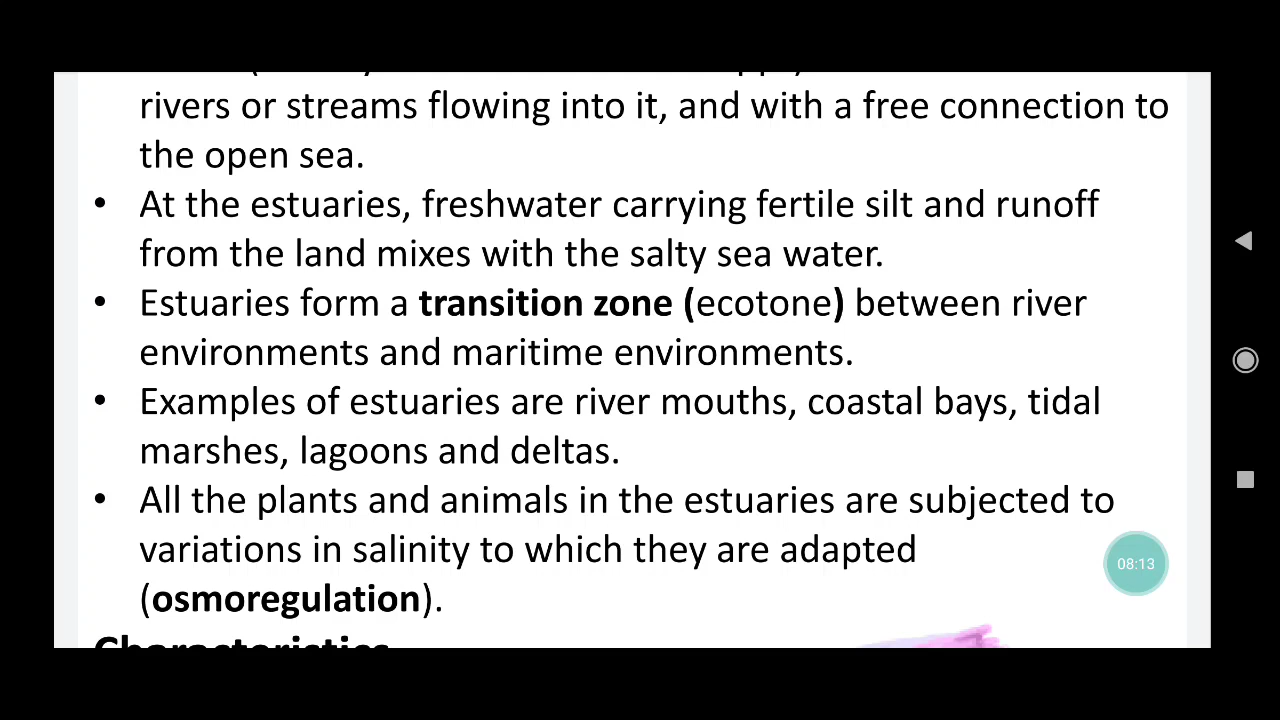 rivers or streams flowing into it, and with a free connection to
the open sea.
• At the estuaries, freshwater carrying fertile silt and runoff
from the land mixes with the salty sea water.
• Estuaries form a transition zone (ecotone) between river
environments and maritime environments.
• Examples of estuaries are river mouths, coastal bays, tidal
marshes, lagoons and deltas.
• All the plants and animals in the estuaries are subjected to
variations in salinity to which they are adapted
(osmoregulation).
08:13
Characteristics